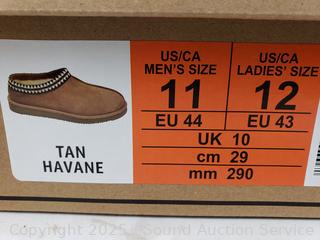 US/CA
MEN'S SIZE
11
EU 44
US/CA
LADIES' SIZE
12
EU 43
UK 10
cm 29
mm 290
TAN
HAVANE
Copyright 2025 Sound Auction Service